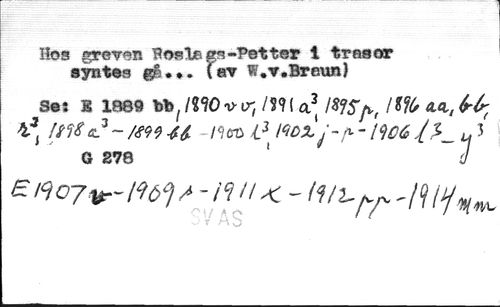 Hos greven Roslags-Petter i trasor
syntes gå... (av W.v.Braun)
Se: E 1889 bb, 1890 v v, 1891 a³, 1895 p, 1896 aa, bb,
z³, 1898 a³ - 1899 bb - 1900 l³, 1902 j - p - 1906 l³ - y³
G 278
E 1907 v - 1909 s - 1911 x - 1912 pp - 1914 mm
SVAS